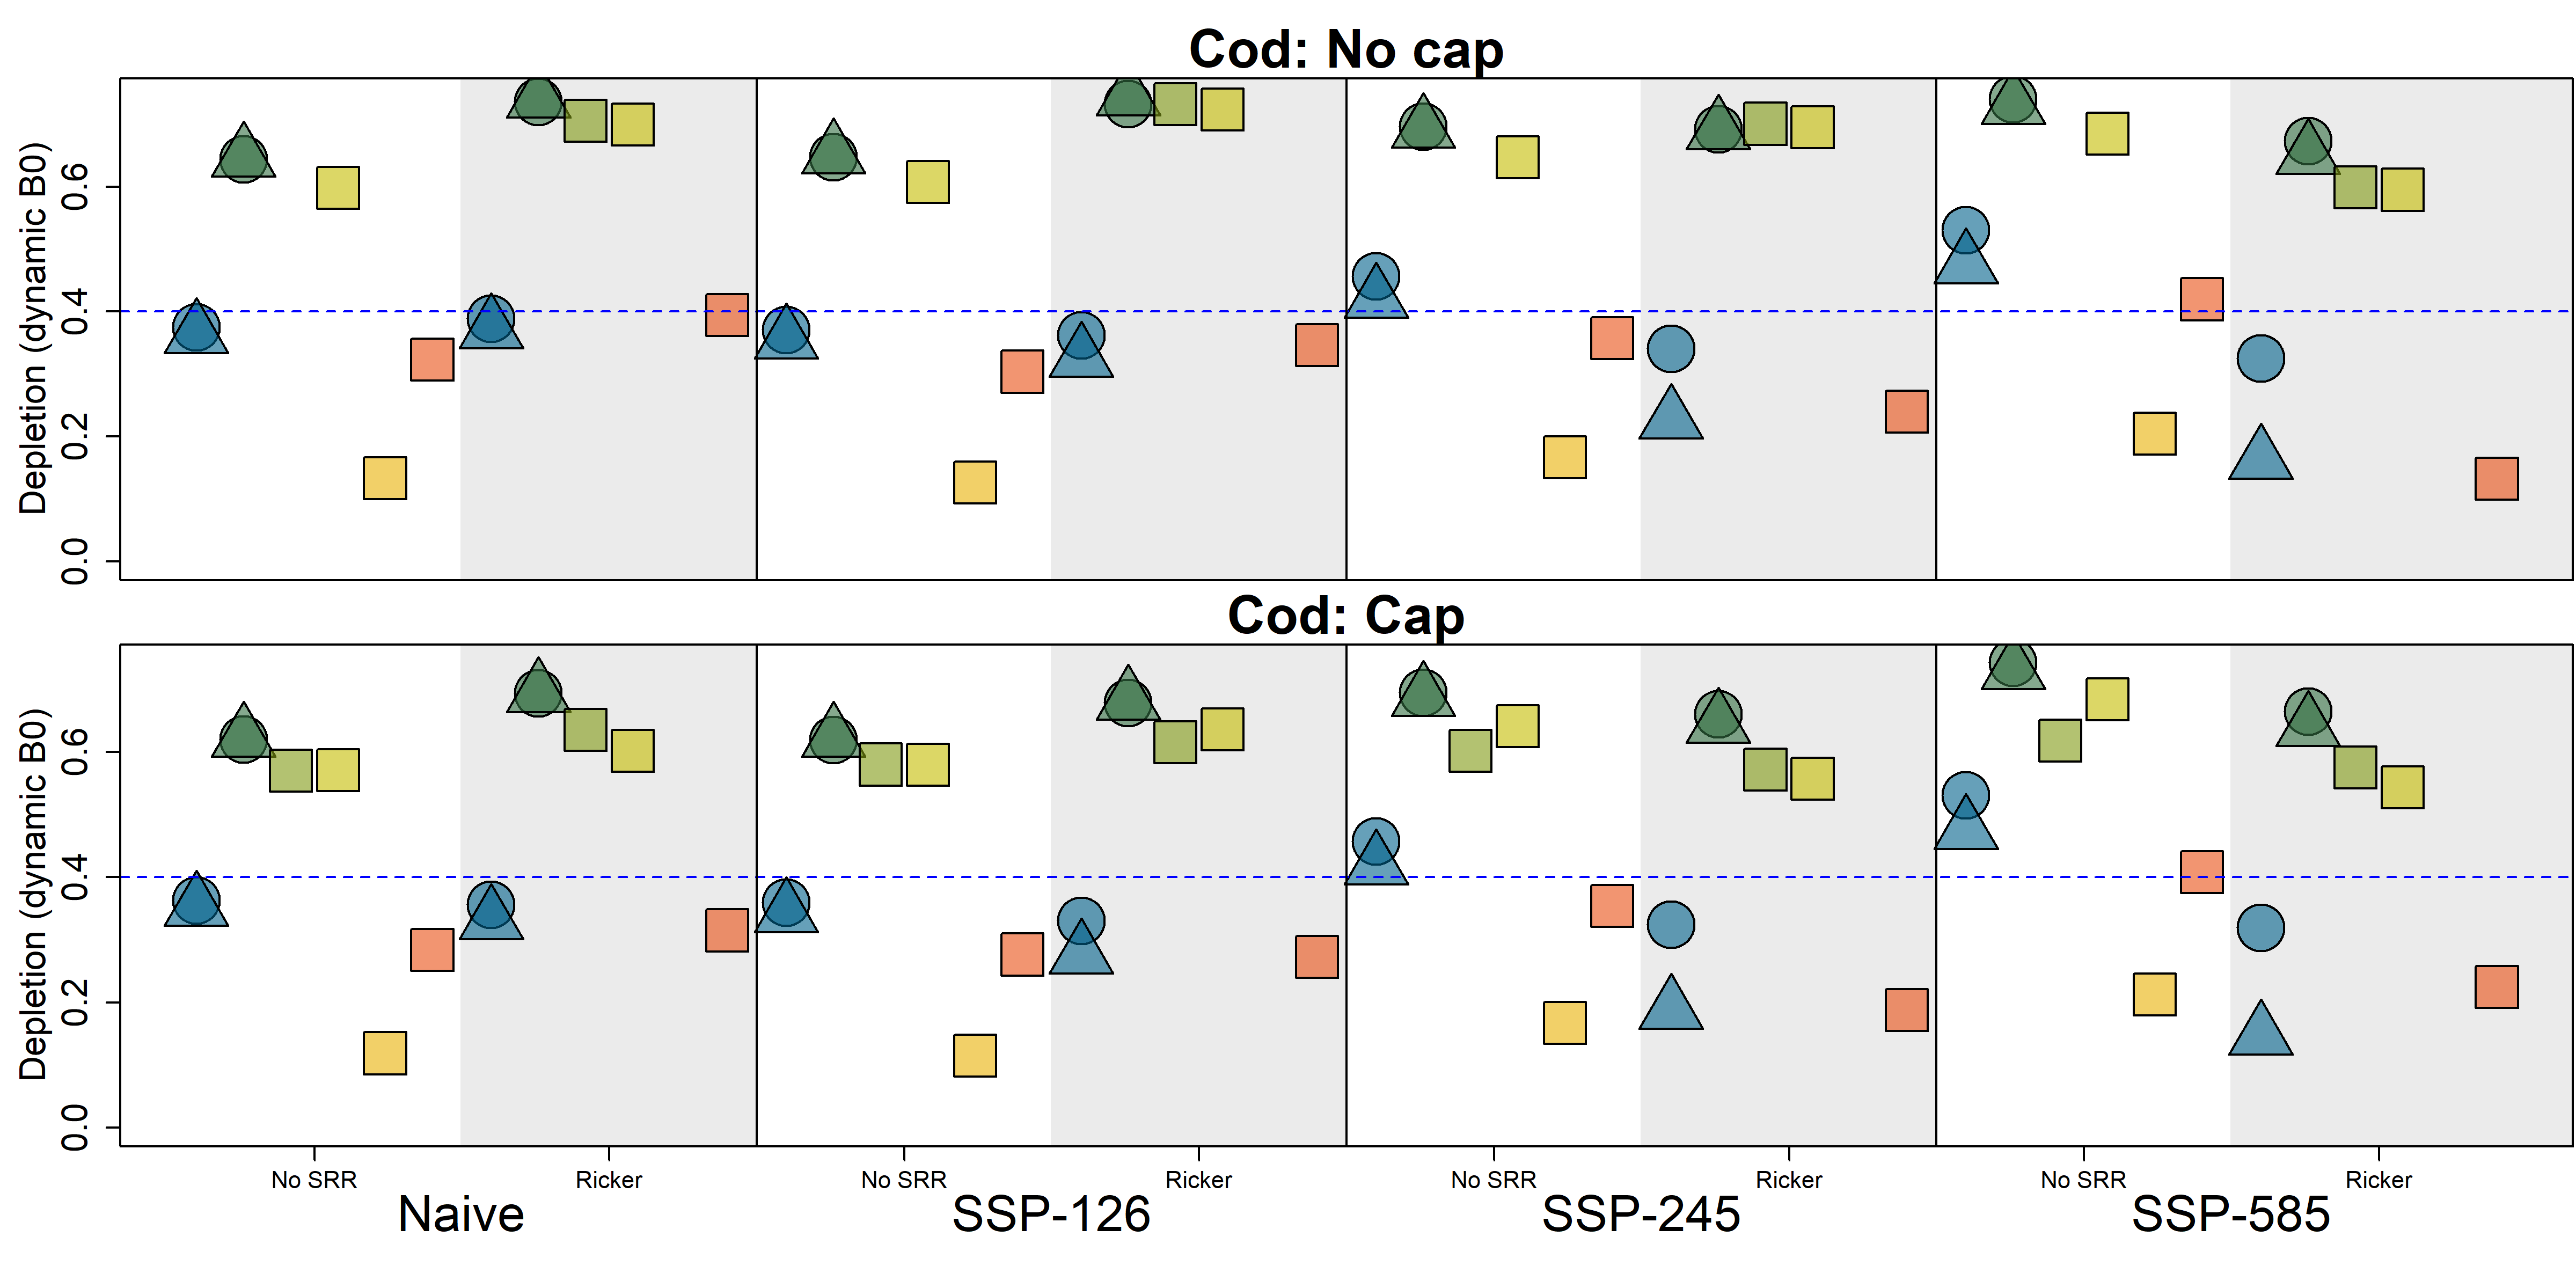 Cod: No cap
Depletion (dynamic B0)
0.6
0.4
0.2
0.0
Cod: Cap
Depletion (dynamic B0)
0.6
0.4
0.2
0.0
No SRR Ricker No SRR Ricker No SRR Ricker No SRR Ricker
Naive SSP-126 SSP-245 SSP-585